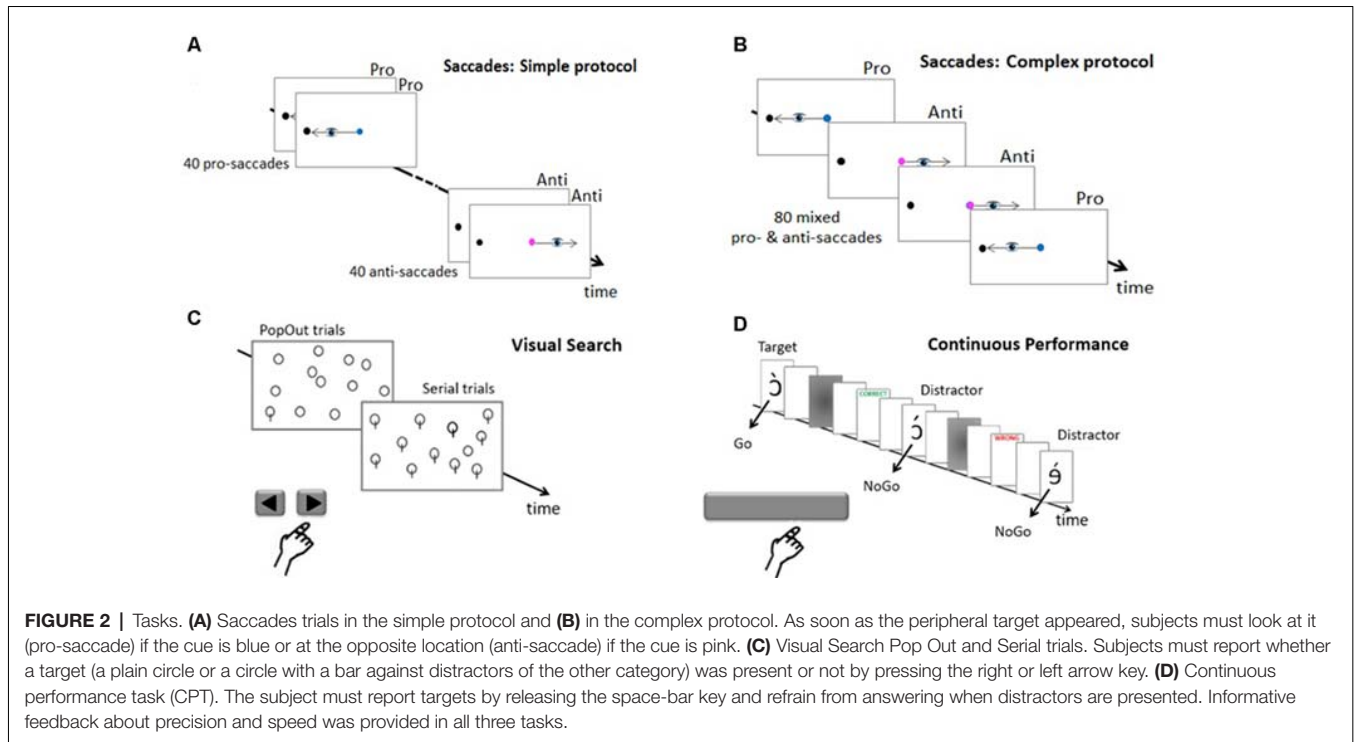 A
Saccades: Simple protocol
Pro
Pro
40 pro-saccades
Anti
Anti
40 anti-saccades
time
B
Saccades: Complex protocol
Pro
Anti
Anti
Pro
80 mixed
pro- & anti-saccades
time
C
PopOut trials
Visual Search
Serial trials
time
D
Continuous Performance
Target
Go
CORRECT
Distractor
NoGo
WRONG
Distractor
NoGo
time
FIGURE 2 | Tasks. (A) Saccades trials in the simple protocol and (B) in the complex protocol. As soon as the peripheral target appeared, subjects must look at it
(pro-saccade) if the cue is blue or at the opposite location (anti-saccade) if the cue is pink. (C) Visual Search Pop Out and Serial trials. Subjects must report whether
a target (a plain circle or a circle with a bar against distractors of the other category) was present or not by pressing the right or left arrow key. (D) Continuous
performance task (CPT). The subject must report targets by releasing the space-bar key and refrain from answering when distractors are presented. Informative
feedback about precision and speed was provided in all three tasks.